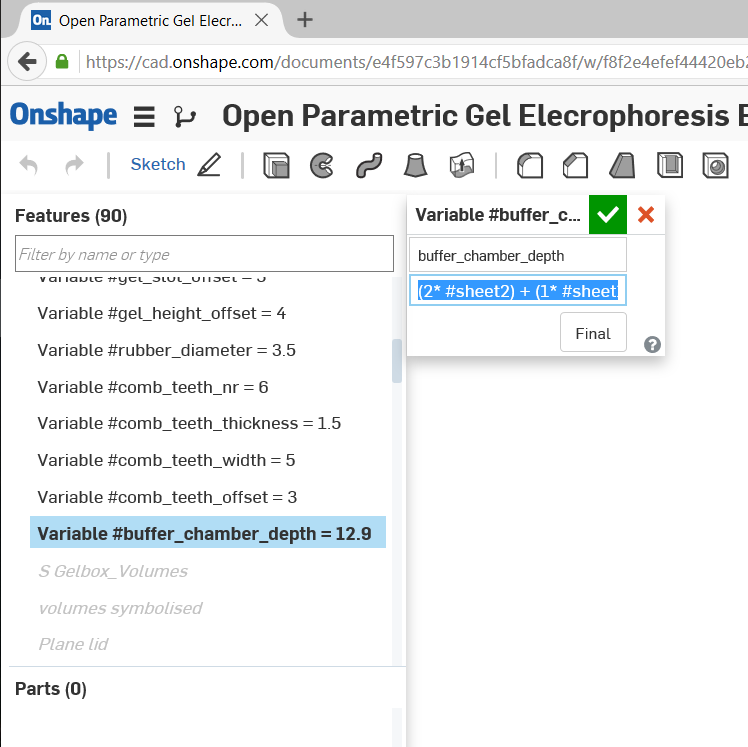 On. Open Parametric Gel Elecr...
https://cad.onshape.com/documents/e4f597c3b1914cf5bfadca8f/w/f8f2e4efef44420eb2
Onshape Open Parametric Gel Elecrophoresis B
Sketch
Features (90)
Filter by name or type
Variable #gel_slot_offset = 5
Variable #gel_height_offset = 4
Variable #rubber_diameter = 3.5
Variable #comb_teeth_nr = 6
Variable #comb_teeth_thickness = 1.5
Variable #comb_teeth_width = 5
Variable #comb_teeth_offset = 3
Variable #buffer_chamber_depth = 12.9
S Gelbox_Volumes
volumes symbolised
Plane lid
Parts (0)
Variable #buffer_c...
buffer_chamber_depth
(2* #sheet2) + (1* #sheet
Final
?